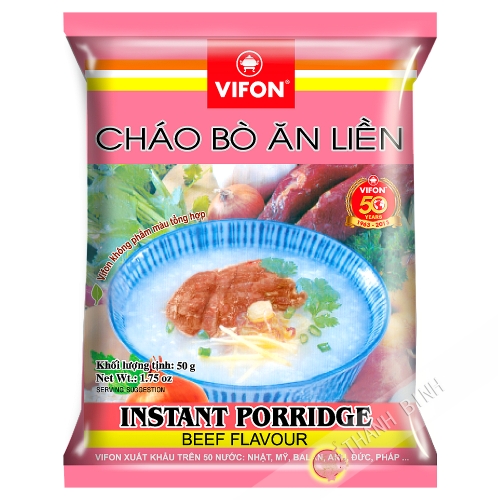 VIFON®
CHÁO BÒ ĂN LIỀN
Vifon không phẩm màu tổng hợp
VIFON
50
YEARS
1963 - 2013
Khối lượng tịnh: 50 g
Net Wt.: 1.75 oz
SERVING SUGGESTION
INSTANT PORRIDGE
BEEF FLAVOUR
VIFON XUẤT KHẨU TRÊN 50 NƯỚC: NHẬT, MỸ, BA LAN, ANH, ĐỨC, PHÁP ...
THANH BINH